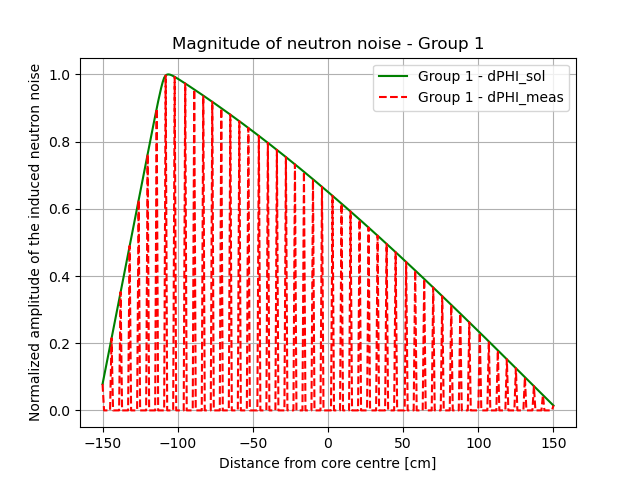 Magnitude of neutron noise - Group 1
Group 1 - dPHI_sol
Group 1 - dPHI_meas
Normalized amplitude of the induced neutron noise
1.0
0.8
0.6
0.4
0.2
0.0
−150 −100 −50 0 50 100 150
Distance from core centre [cm]